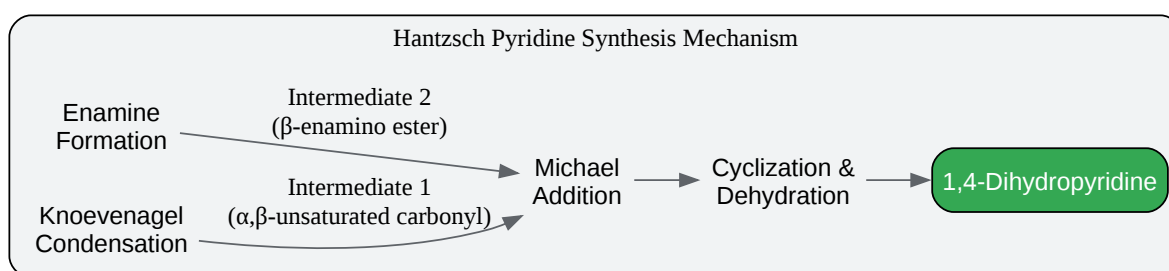 Hantzsch Pyridine Synthesis Mechanism
Enamine
Formation
Intermediate 2
(β-enamino ester)
Knoevenagel
Condensation
Intermediate 1
(α,β-unsaturated carbonyl)
Michael
Addition
Cyclization &
Dehydration
1,4-Dihydropyridine